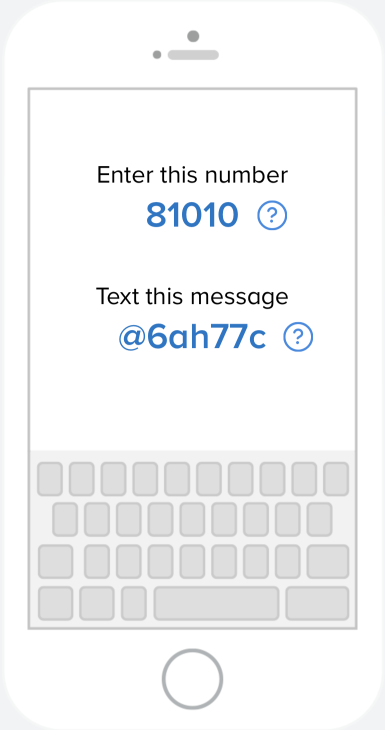 Enter this number
81010 ?
Text this message
@6ah77c ?